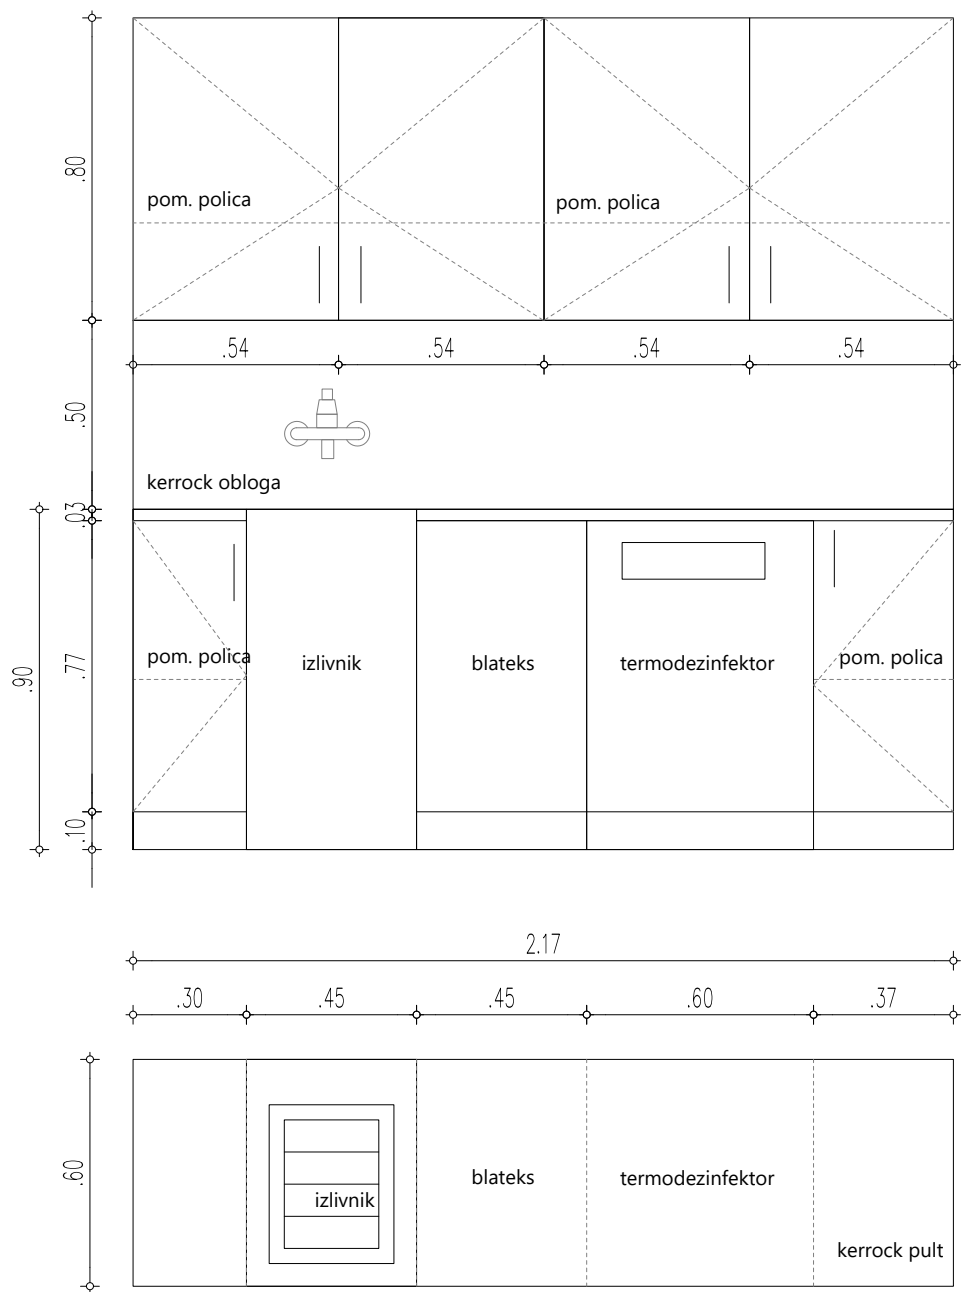 .80
pom. polica
pom. polica
.54
.54
.54
.54
.50
kerrock obloga
.03
.90
.77
pom. polica
izlivnik
blateks
termodezinfektor
pom. polica
.10
2.17
.30
.45
.45
.60
.37
.60
izlivnik
blateks
termodezinfektor
kerrock pult